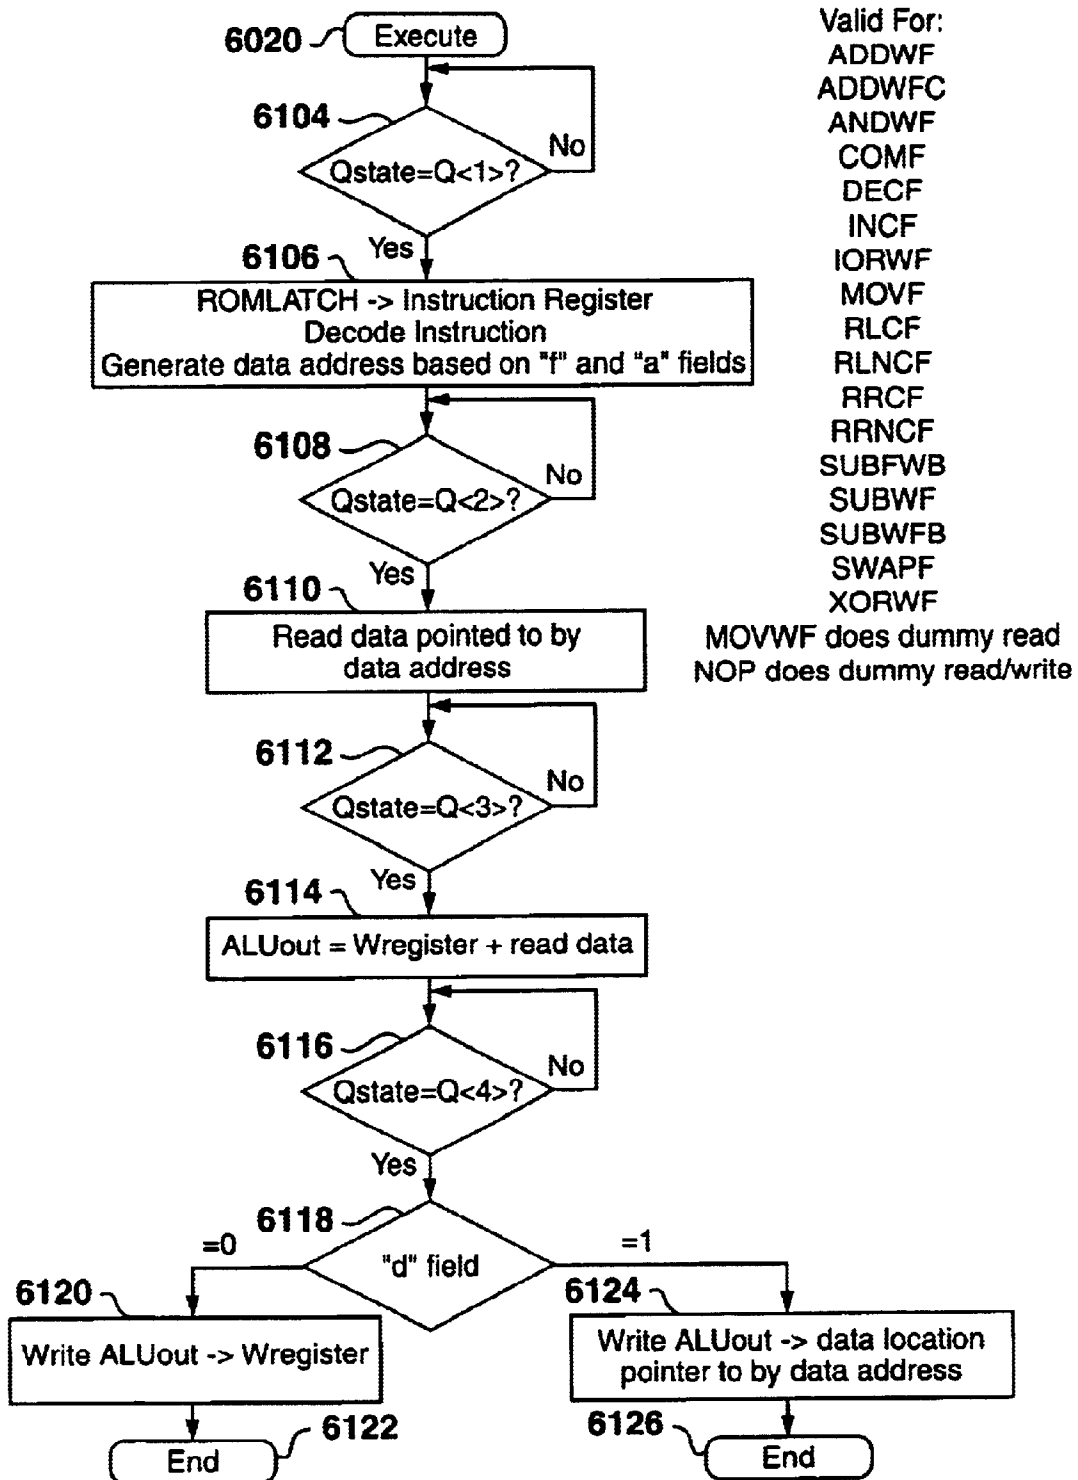 6020 Execute
6104
Qstate=Q<1>?
No
Yes
6106
ROMLATCH -> Instruction Register
Decode Instruction
Generate data address based on "f" and "a" fields
6108
Qstate=Q<2>?
No
Yes
6110
Read data pointed to by
data address
6112
Qstate=Q<3>?
No
Yes
6114
ALUout = Wregister + read data
6116
Qstate=Q<4>?
No
Yes
6118
"d" field
=0
=1
6120
Write ALUout -> Wregister
6122
End
6124
Write ALUout -> data location
pointer to by data address
6126
End
Valid For:
ADDWF
ADDWFC
ANDWF
COMF
DECF
INCF
IORWF
MOVF
RLCF
RLNCF
RRCF
RRNCF
SUBFWB
SUBWF
SUBWFB
SWAPF
XORWF
MOVWF does dummy read
NOP does dummy read/write